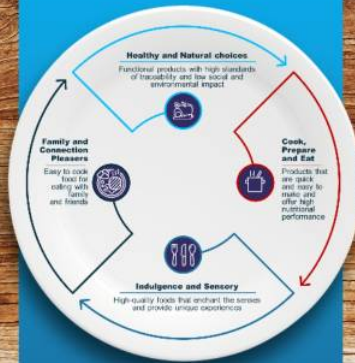 Healthy and Natural choices
Functional products with high standards
of traceability and low social and
environmental impact
Family and
Connection
Pleasers
Easy to cook
food for
eating with
family
and friends
Cook,
Prepare
and Eat
Products that
are quick
and easy to
make and
offer high
nutritional
performance
Indulgence and Sensory
High-quality foods that enchant the senses
and provide unique experiences